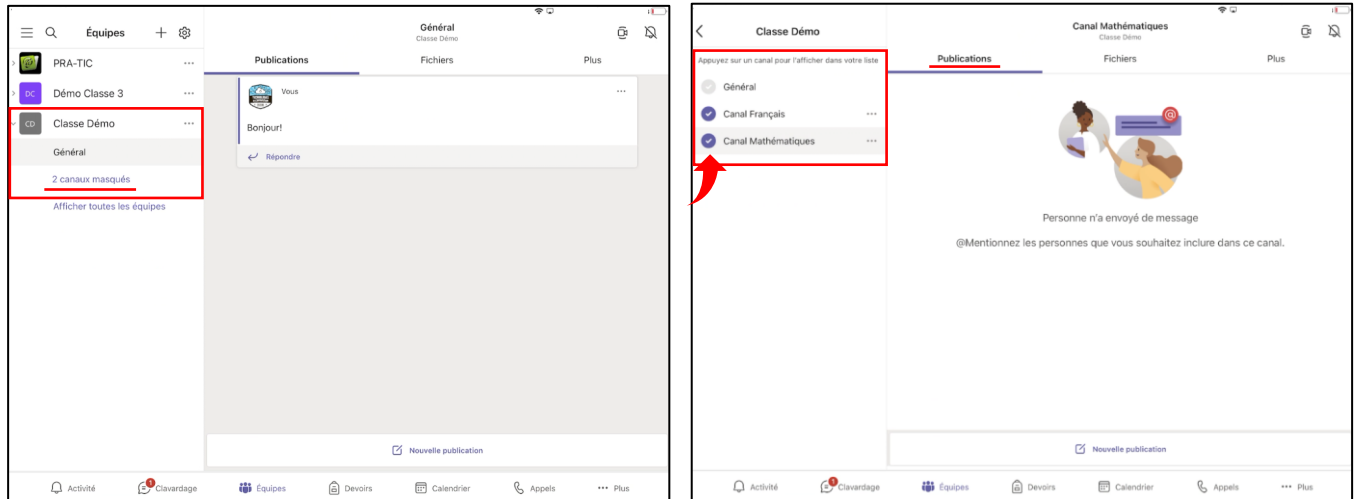 Équipes
PRA-TIC
DC Démo Classe 3
CD Classe Démo
Général
2 canaux masqués
Afficher toutes les équipes
Général
Classe Démo
Publications Fichiers Plus
Vous
Bonjour!
Répondre
Nouvelle publication
Activité 1 Clavardage Équipes Devoirs Calendrier Appels Plus
Classe Démo
Appuyez sur un canal pour l'afficher dans votre liste
Général
Canal Français
Canal Mathématiques
Canal Mathématiques
Classe Démo
Publications Fichiers Plus
@
Personne n'a envoyé de message
@Mentionnez les personnes que vous souhaitez inclure dans ce canal.
Nouvelle publication
Activité 1 Clavardage Équipes Devoirs Calendrier Appels Plus